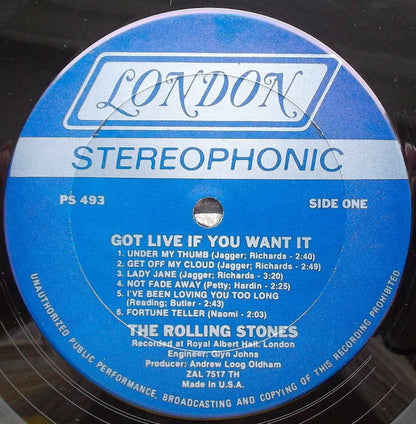 LONDON
STEREOPHONIC
PS 493
SIDE ONE
GOT LIVE IF YOU WANT IT
1. UNDER MY THUMB (Jagger; Richards - 2:40)
2. GET OFF MY CLOUD (Jagger; Richards - 2:49)
3. LADY JANE (Jagger; Richards - 3:20)
4. NOT FADE AWAY (Petty; Hardin - 2:25)
5. I'VE BEEN LOVING YOU TOO LONG
(Reading; Butler - 2:43)
6. FORTUNE TELLER (Naomi - 2:03)
THE ROLLING STONES
Recorded at Royal Albert Hall, London
Engineer: Glyn Johns
Producer: Andrew Loog Oldham
ZAL 7517 TH
Made in U.S.A.
UNAUTHORIZED PUBLIC PERFORMANCE, BROADCASTING AND COPYING OF THIS RECORDING PROHIBITED